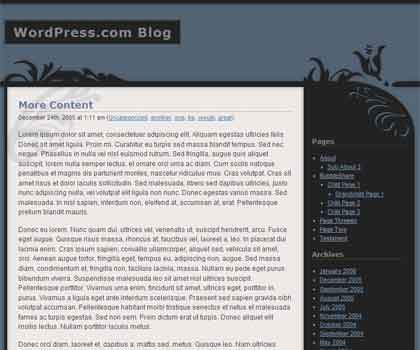 WordPress.com Blog
More Content
December 24th, 2005 at 1:11 am (Uncategorized, another,
Lorem ipsum dolor sit amet, consectetuer adipiscing elit. Aliquam egestas ultricies felis.
Donec sit amet ligula. Proin mi. Curabitur eu turpis sed massa blandit tempus. Sed nec
neque. Phasellus in nulla vel nisl euismod rutrum. Sed fringilla, augue quis aliquet
suscipit, lorem nulla semper lectus, et ornare orci ac diam. Cum sociis natoque
penatibus et magnis dis parturient montes, nascetur ridiculus mus. Cras volutpat. Cras sit
amet risus et dolor iaculis sollicitudin. Sed malesuada, libero sed dapibus ultricies, justo
nunc adipiscing nulla, vel volutpat elit ligula non nunc. Donec egestas varius massa. Sed
malesuada. In nisl sapien, interdum non, eleifend at, accumsan at, erat. Pellentesque
pretium blandit mauris.
Donec eu lorem. Nunc quam dui, ultrices vel, venenatis ut, suscipit hendrerit, arcu. Fusce
eget augue. Quisque risus massa, rhoncus at, faucibus vel, laoreet a, leo. In placerat dui
lacinia enim. Cras ipsum sapien, convallis ullamcorper, aliquet sed, vehicula sit amet,
orci. Aenean augue tortor, fringilla eget, tempus eu, adipiscing non, augue. Sed massa
diam, condimentum et, fringilla non, facilisis lacinia, massa. Nullam eu pede eget purus
bibendum viverra. Suspendisse malesuada leo sit amet nisl ultrices dictum.
Pellentesque porttitor. Vivamus urna enim, tincidunt sit amet, ultrices eget, porttitor in,
purus. Vivamus a ligula eget ante interdum scelerisque. Praesent sed sapien gravida nibh
volutpat accumsan. Pellentesque habitant morbi tristique senectus et netus et malesuada
fames ac turpis egestas. Sed non sem. Proin dictum erat id turpis. Donec aliquet elit
mollis lectus. Nullam porttitor iaculis metus.
Donec orci diam, laoreet et, dapibus a, mattis sed, metus. Quisque leo. Nam ultricies
Pages
About
Sub About 2
BubbleShare
Child Page 1
Grandchild Page 1
Child Page 2
Child Page 3
Page Threeeee
Page Two
Testament
Archives
January 2006
December 2005
September 2005
August 2005
July 2005
November 2004
October 2004
September 2004
May 2004